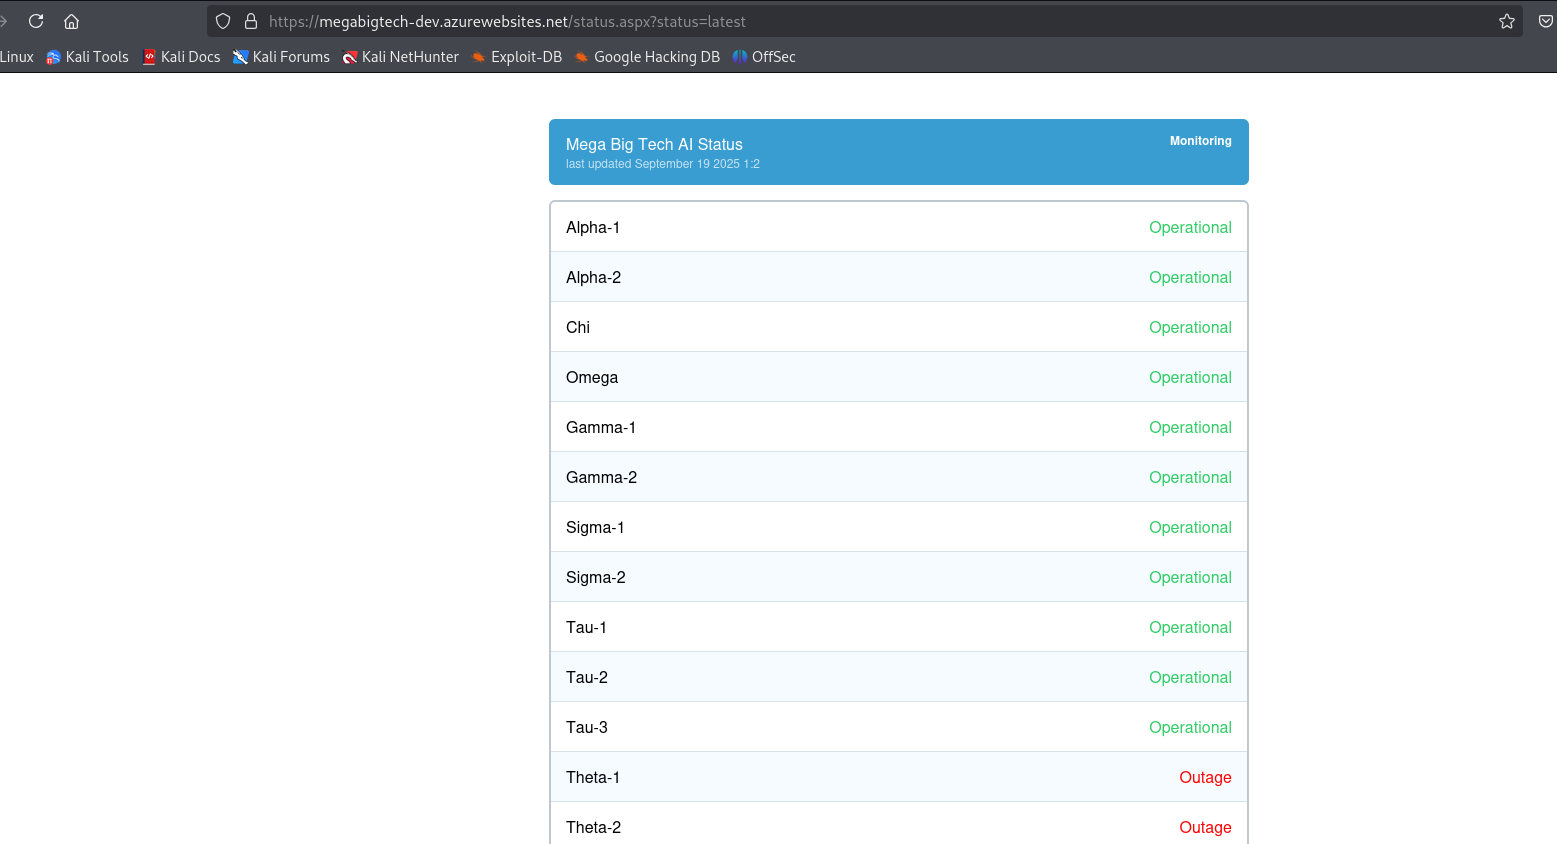 https://megabigtech-dev.azurewebsites.net/status.aspx?status=latest
Linux Kali Tools Kali Docs Kali Forums Kali NetHunter Exploit-DB Google Hacking DB OffSec
Mega Big Tech AI Status Monitoring
last updated September 19 2025 1:2
Alpha-1 Operational
Alpha-2 Operational
Chi Operational
Omega Operational
Gamma-1 Operational
Gamma-2 Operational
Sigma-1 Operational
Sigma-2 Operational
Tau-1 Operational
Tau-2 Operational
Tau-3 Operational
Theta-1 Outage
Theta-2 Outage